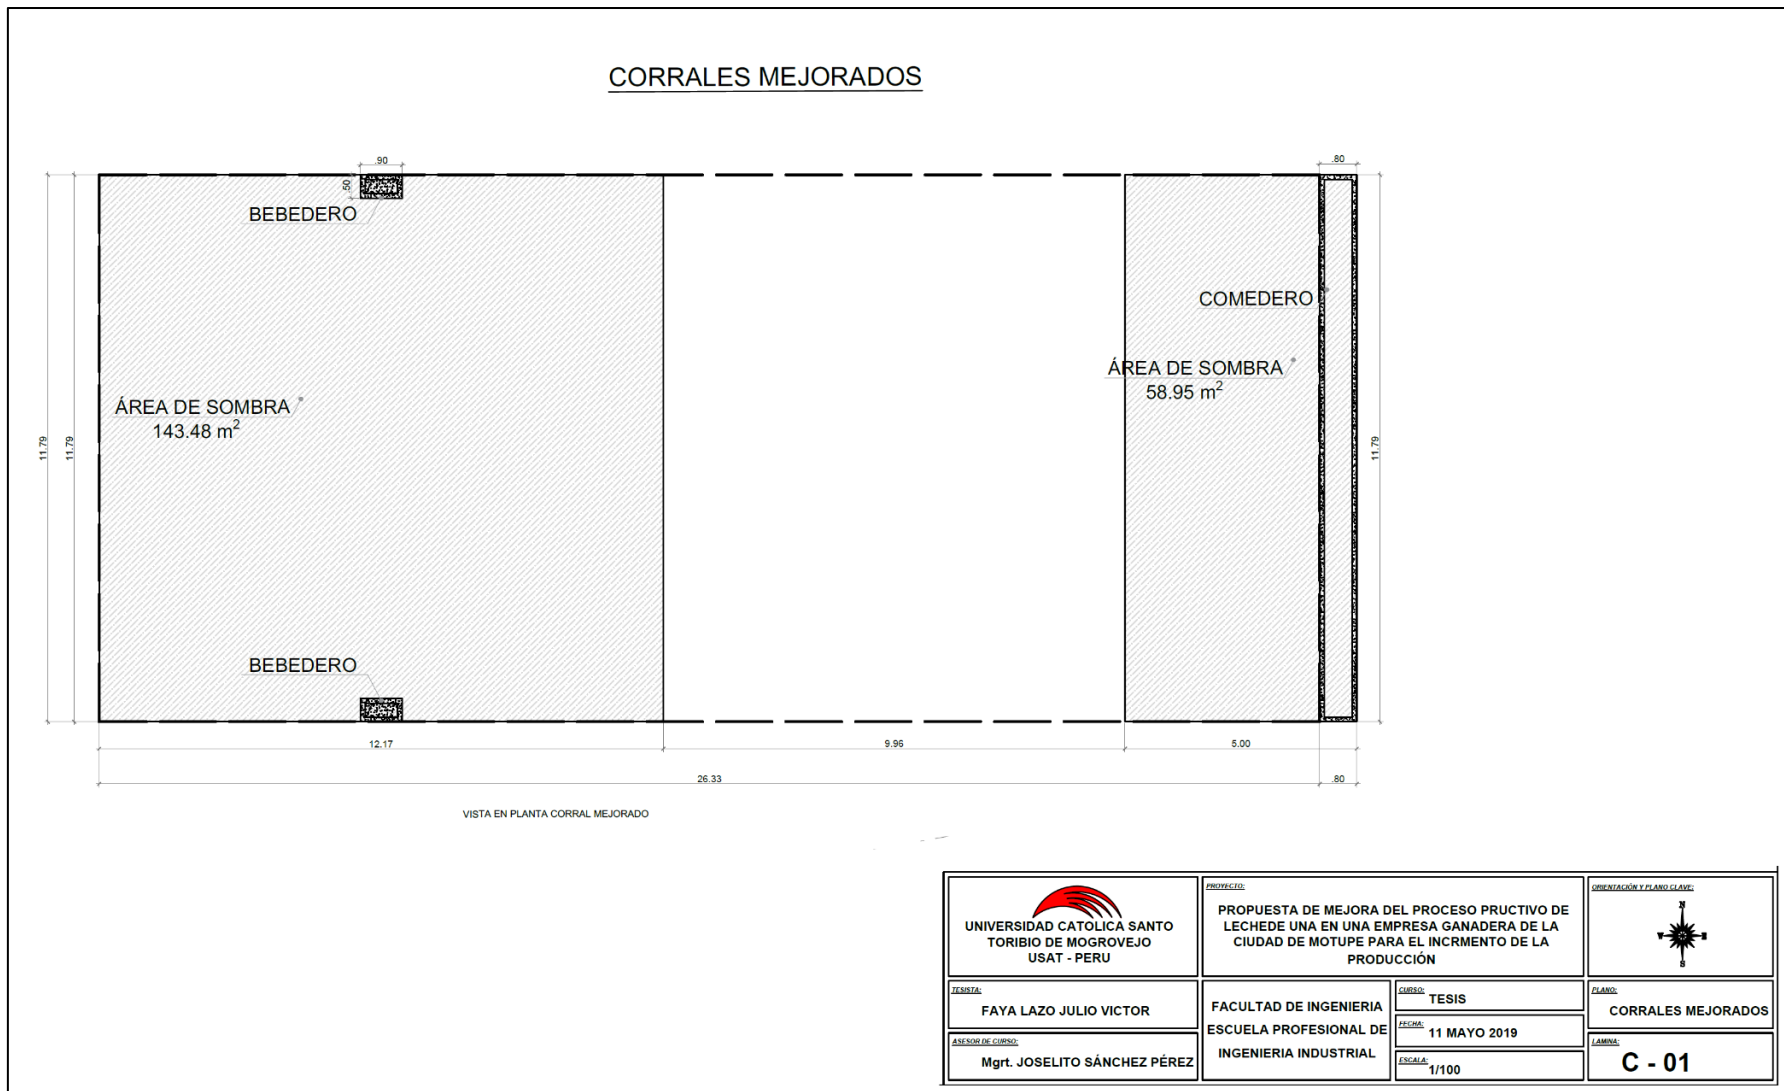 CORRALES MEJORADOS
.90
.80
.50
BEBEDERO
COMEDERO
ÁREA DE SOMBRA
58.95 m²
ÁREA DE SOMBRA
143.48 m²
11.79
11.79
11.79
BEBEDERO
12.17
9.96
5.00
26.33
.80
VISTA EN PLANTA CORRAL MEJORADO
UNIVERSIDAD CATOLICA SANTO
TORIBIO DE MOGROVEJO
USAT - PERU
PROYECTO:
PROPUESTA DE MEJORA DEL PROCESO PRUCTIVO DE
LECHEDE UNA EN UNA EMPRESA GANADERA DE LA
CIUDAD DE MOTUPE PARA EL INCRMENTO DE LA
PRODUCCIÓN
ORIENTACIÓN Y PLANO CLAVE:
N
V
E
S
TESISTA:
FAYA LAZO JULIO VICTOR
ASESOR DE CURSO:
Mgrt. JOSELITO SÁNCHEZ PÉREZ
FACULTAD DE INGENIERIA
ESCUELA PROFESIONAL DE
INGENIERIA INDUSTRIAL
CURSO:
TESIS
FECHA:
11 MAYO 2019
ESCALA:
1/100
PLANO:
CORRALES MEJORADOS
LAMINA:
C - 01